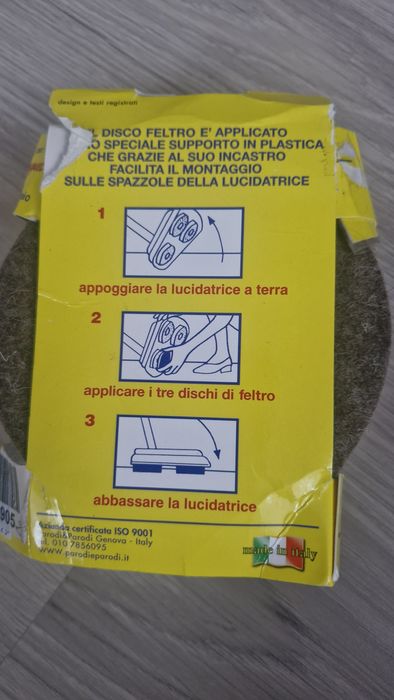 design e testi registrati
IL DISCO FELTRO E' APPLICATO
SPECIALE SUPPORTO IN PLASTICA
CHE GRAZIE AL SUO INCASTRO
FACILITA IL MONTAGGIO
SULLE SPAZZOLE DELLA LUCIDATRICE
1
appoggiare la lucidatrice a terra
2
applicare i tre dischi di feltro
3
abbassare la lucidatrice
Azienda certificata ISO 9001
Parodi&Parodi Genova - Italy
tel. 010 7856095
www.parodieparodi.it
made in italy